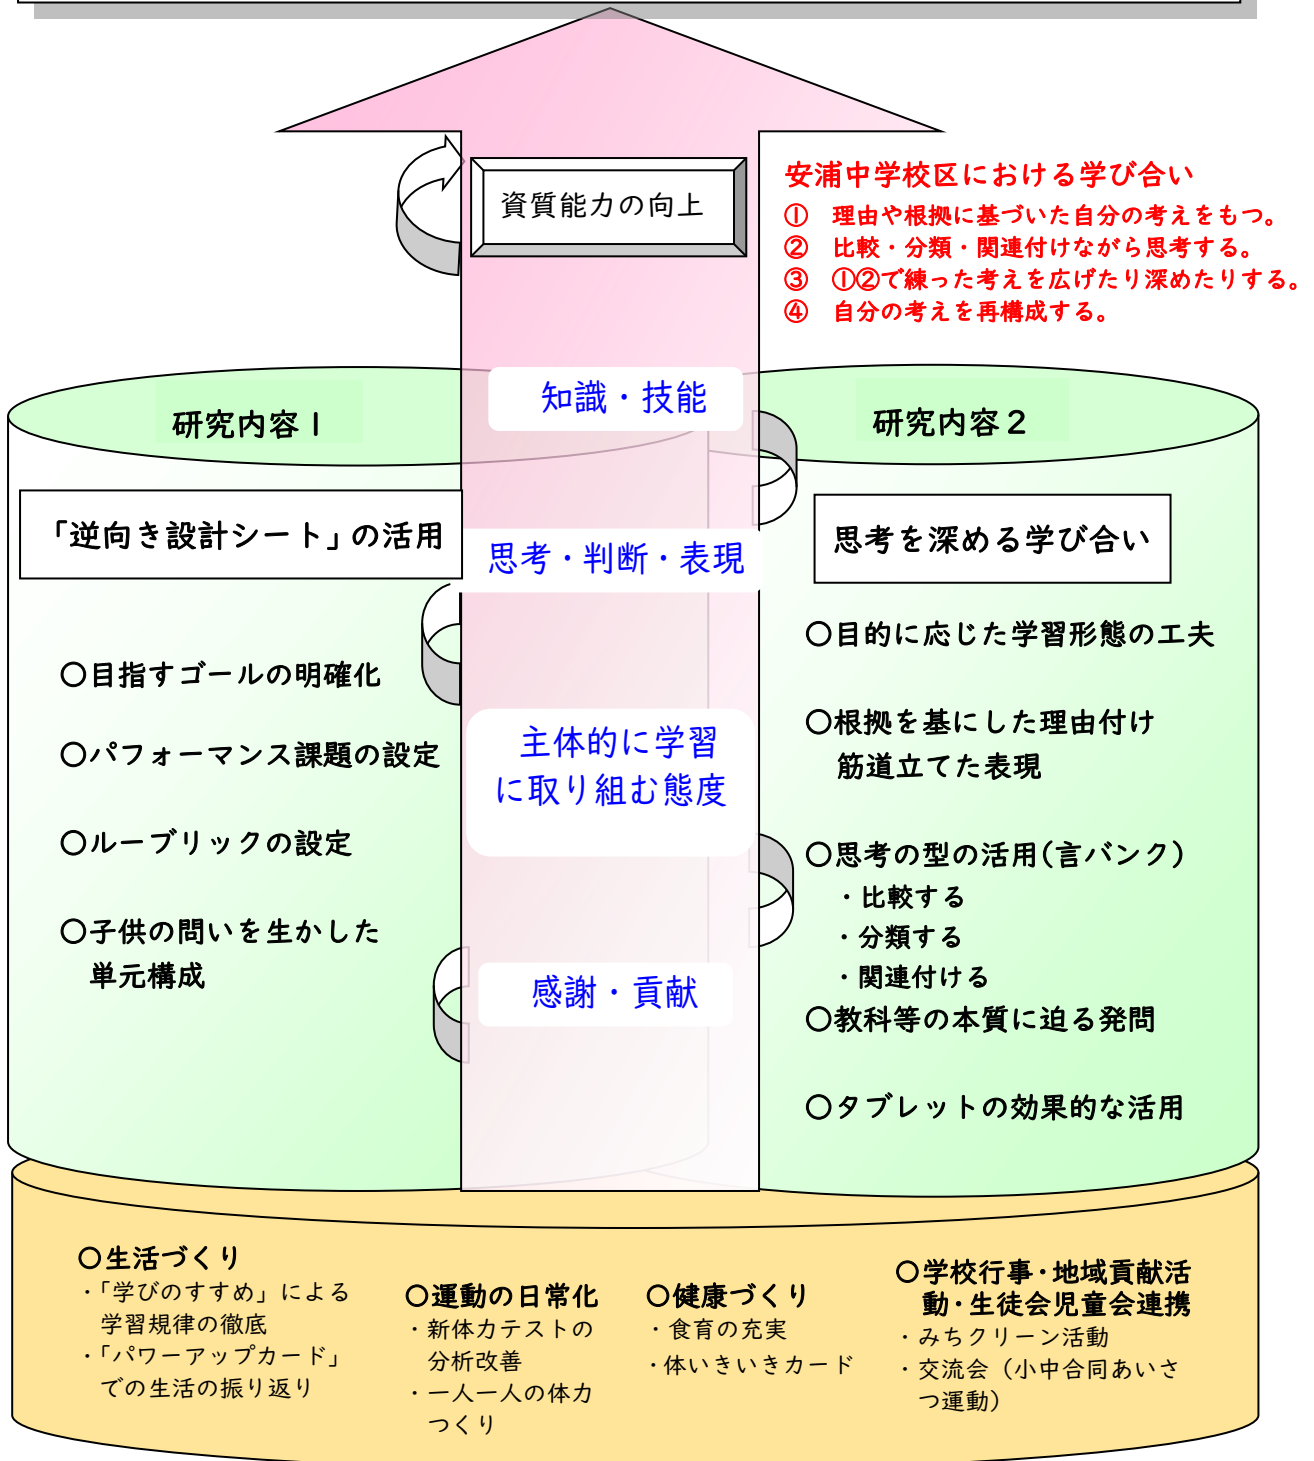 資質能力の向上
安浦中学校区における学び合い
① 理由や根拠に基づいた自分の考えをもつ。
② 比較・分類・関連付けながら思考する。
③ ①②で練った考えを広げたり深めたりする。
④ 自分の考えを再構成する。
知識・技能
思考・判断・表現
主体的に学習
に取り組む態度
感謝・貢献
研究内容１
「逆向き設計シート」の活用
〇目指すゴールの明確化
〇パフォーマンス課題の設定
〇ルーブリックの設定
〇子供の問いを生かした
単元構成
研究内容２
思考を深める学び合い
〇目的に応じた学習形態の工夫
〇根拠を基にした理由付け
筋道立てた表現
〇思考の型の活用(言バンク)
・比較する
・分類する
・関連付ける
〇教科等の本質に迫る発問
〇タブレットの効果的な活用
〇生活づくり
・「学びのすすめ」による
学習規律の徹底
・「パワーアップカード」
での生活の振り返り
〇運動の日常化
・新体力テストの
分析改善
・一人一人の体力
つくり
〇健康づくり
・食育の充実
・体いきいきカード
〇学校行事・地域貢献活
動・生徒会児童会連携
・みちクリーン活動
・交流会（小中合同あいさ
つ運動）